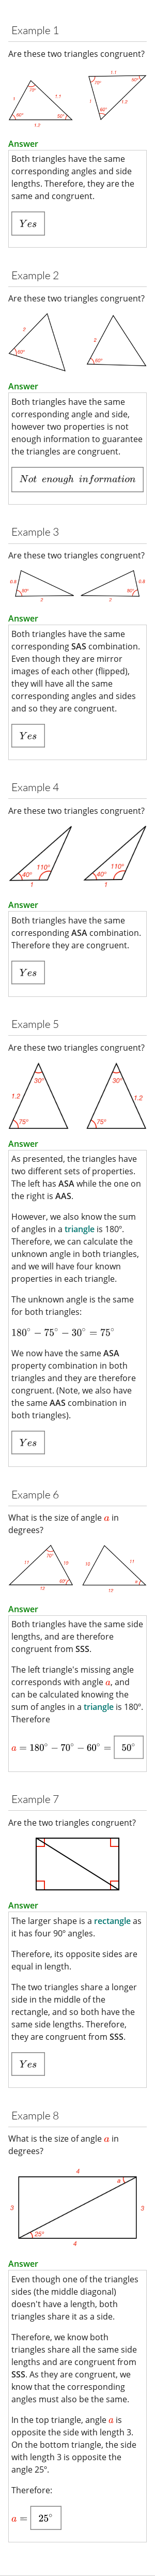 Example 1
Are these two triangles congruent?
1
70°
1.1
60°
50°
1.2
1.1
70°
50°
1
1.2
60°
Answer
Both triangles have the same
corresponding angles and side
lengths. Therefore, they are the
same and congruent.
Yes
Example 2
Are these two triangles congruent?
2
60°
2
60°
Answer
Both triangles have the same
corresponding angle and side,
however two properties is not
enough information to guarantee
the triangles are congruent.
Not enough information
Example 3
Are these two triangles congruent?
0.8
80°
2
0.8
80°
2
Answer
Both triangles have the same
corresponding SAS combination.
Even though they are mirror
images of each other (flipped),
they will have all the same
corresponding angles and sides
and so they are congruent.
Yes
Example 4
Are these two triangles congruent?
110°
40°
1
110°
40°
1
Answer
Both triangles have the same
corresponding ASA combination.
Therefore they are congruent.
Yes
Example 5
Are these two triangles congruent?
30°
1.2
75°
30°
1.2
75°
Answer
As presented, the triangles have
two different sets of properties.
The left has ASA while the one on
the right is AAS.
However, we also know the sum
of angles in a triangle is 180°.
Therefore, we can calculate the
unknown angle in both triangles,
and we will have four known
properties in each triangle.
The unknown angle is the same
for both triangles:
180° − 75° − 30° = 75°
We now have the same ASA
property combination in both
triangles and they are therefore
congruent. (Note, we also have
the same AAS combination in
both triangles).
Yes
Example 6
What is the size of angle a in
degrees?
70°
11
60°
11
a
Answer
Both triangles have the same side
lengths, and are therefore
congruent from SSS.
The left triangle's missing angle
corresponds with angle a, and
can be calculated knowing the
sum of angles in a triangle is 180°.
Therefore
a = 180° − 70° − 60° = 50°
Example 7
Are the two triangles congruent?
Answer
The larger shape is a rectangle as
it has four 90° angles.
Therefore, its opposite sides are
equal in length.
The two triangles share a longer
side in the middle of the
rectangle, and so both have the
same side lengths. Therefore,
they are congruent from SSS.
Yes
Example 8
What is the size of angle a in
degrees?
4
a
3
3
25°
4
Answer
Even though one of the triangles
sides (the middle diagonal)
doesn't have a length, both
triangles share it as a side.
Therefore, we know both
triangles share all the same side
lengths and are congruent from
SSS. As they are congruent, we
know that the corresponding
angles must also be the same.
In the top triangle, angle a is
opposite the side with length 3.
On the bottom triangle, the side
with length 3 is opposite the
angle 25°.
Therefore:
a = 25°